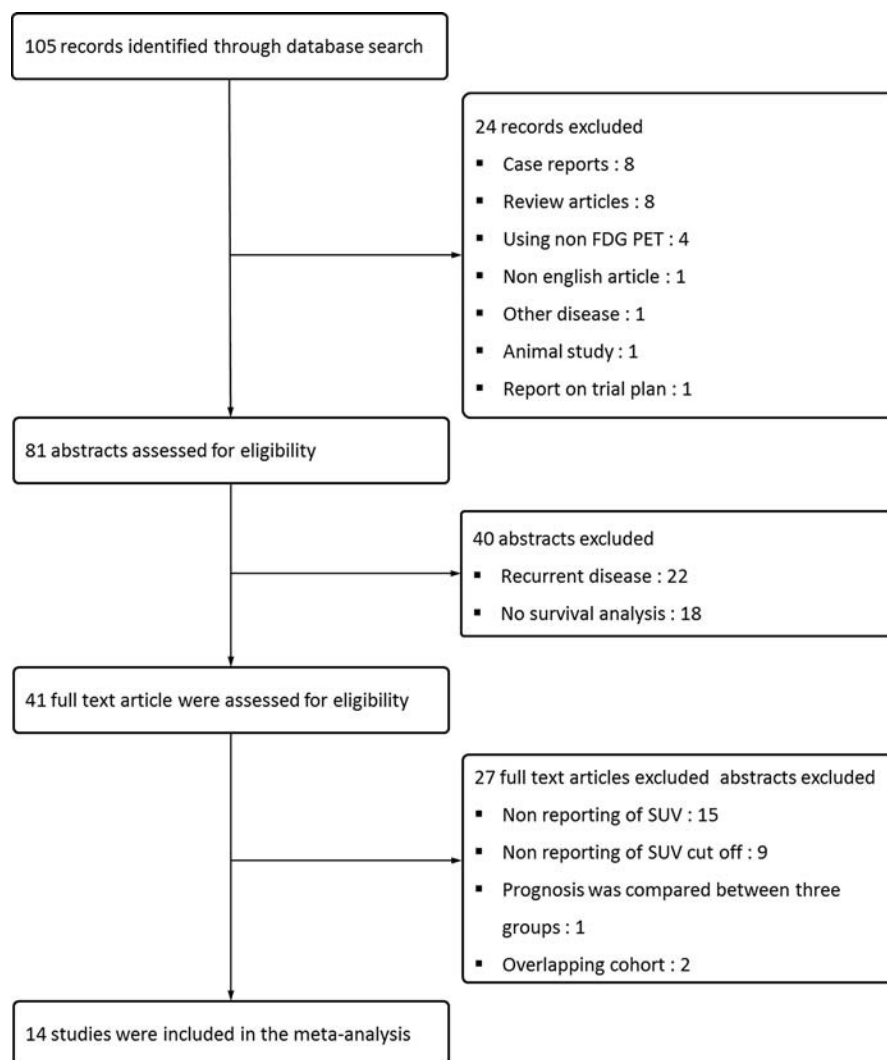 105 records identified through database search
24 records excluded
▪ Case reports : 8
▪ Review articles : 8
▪ Using non FDG PET : 4
▪ Non english article : 1
▪ Other disease : 1
▪ Animal study : 1
▪ Report on trial plan : 1
81 abstracts assessed for eligibility
40 abstracts excluded
▪ Recurrent disease : 22
▪ No survival analysis : 18
41 full text article were assessed for eligibility
27 full text articles excluded abstracts excluded
▪ Non reporting of SUV : 15
▪ Non reporting of SUV cut off : 9
▪ Prognosis was compared between three
groups : 1
▪ Overlapping cohort : 2
14 studies were included in the meta-analysis